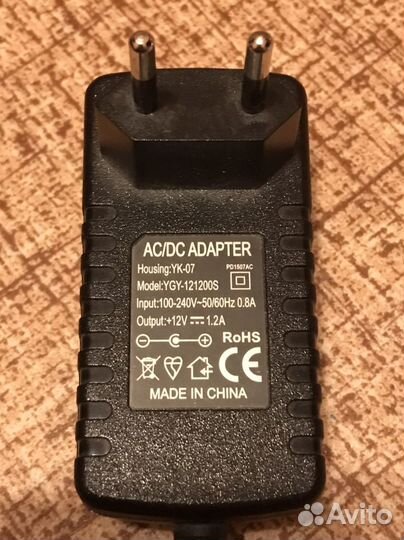 AC/DC ADAPTER
Housing:YK-07
PD1507AC
Model:YGY-121200S
Input:100-240V~50/60Hz 0.8A
Output:+12V⎓1.2A
RoHS
MADE IN CHINA
Avito